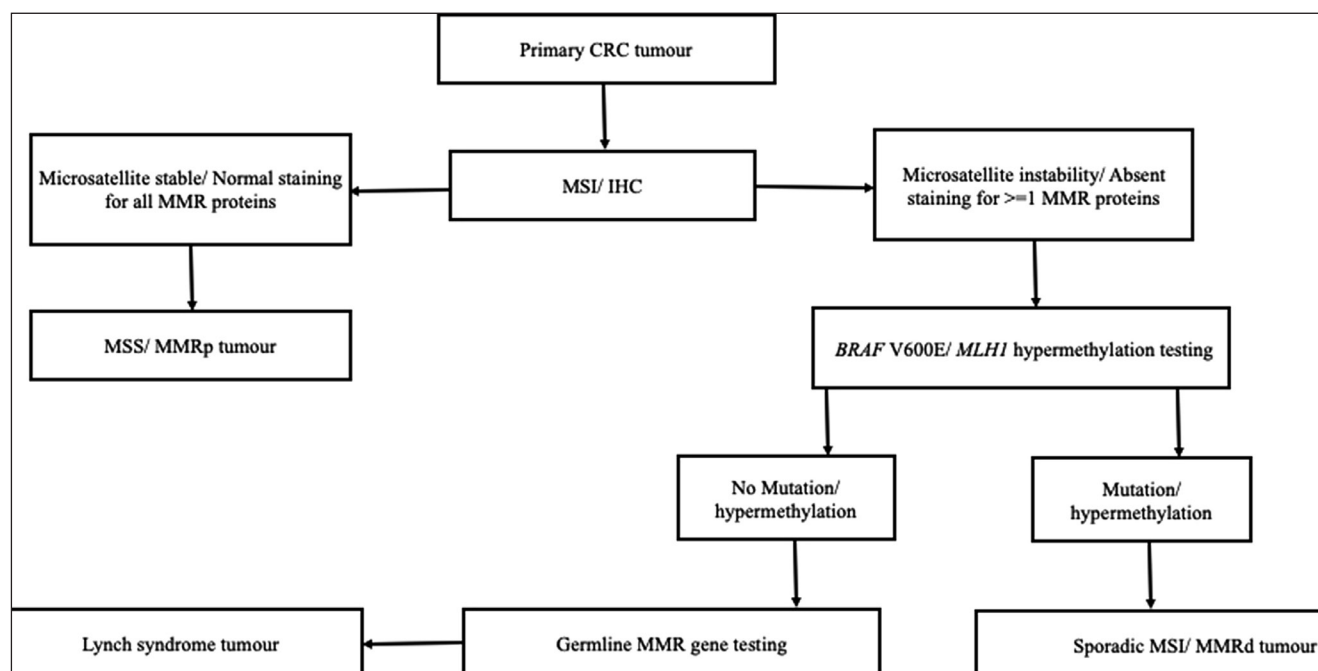 Primary CRC tumour
Microsatellite stable/ Normal staining
for all MMR proteins
MSI/ IHC
Microsatellite instability/ Absent
staining for >=1 MMR proteins
MSS/ MMRp tumour
BRAF V600E/ MLH1 hypermethylation testing
No Mutation/
hypermethylation
Mutation/
hypermethylation
Lynch syndrome tumour
Germline MMR gene testing
Sporadic MSI/ MMRd tumour